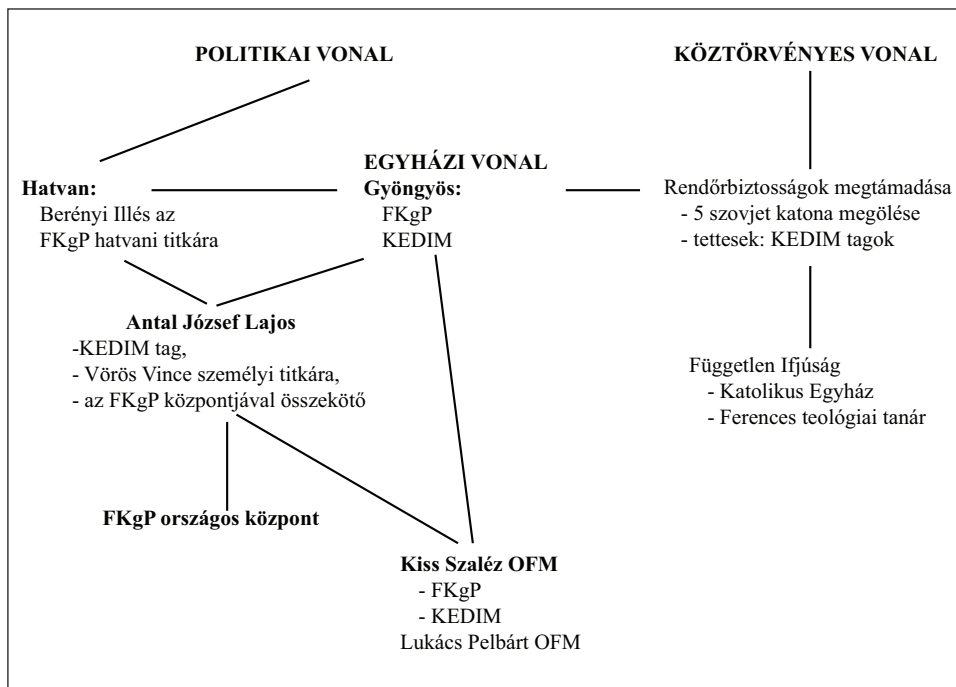 POLITIKAI VONAL
KÖZTÖRVÉNYES VONAL
EGYHÁZI VONAL
Hatvan:
Berényi Illés az
FKgP hatvani titkára
Gyöngyös:
FKgP
KEDIM
Rendőrbiztosságok megtámadása
- 5 szovjet katona megölése
- tettesek: KEDIM tagok
Antal József Lajos
-KEDIM tag,
- Vörös Vince személyi titkára,
- az FKgP központjával összekötő
Független Ifjúság
- Katolikus Egyház
- Ferences teológiai tanár
FKgP országos központ
Kiss Szaléz OFM
- FKgP
- KEDIM
Lukács Pelbárt OFM